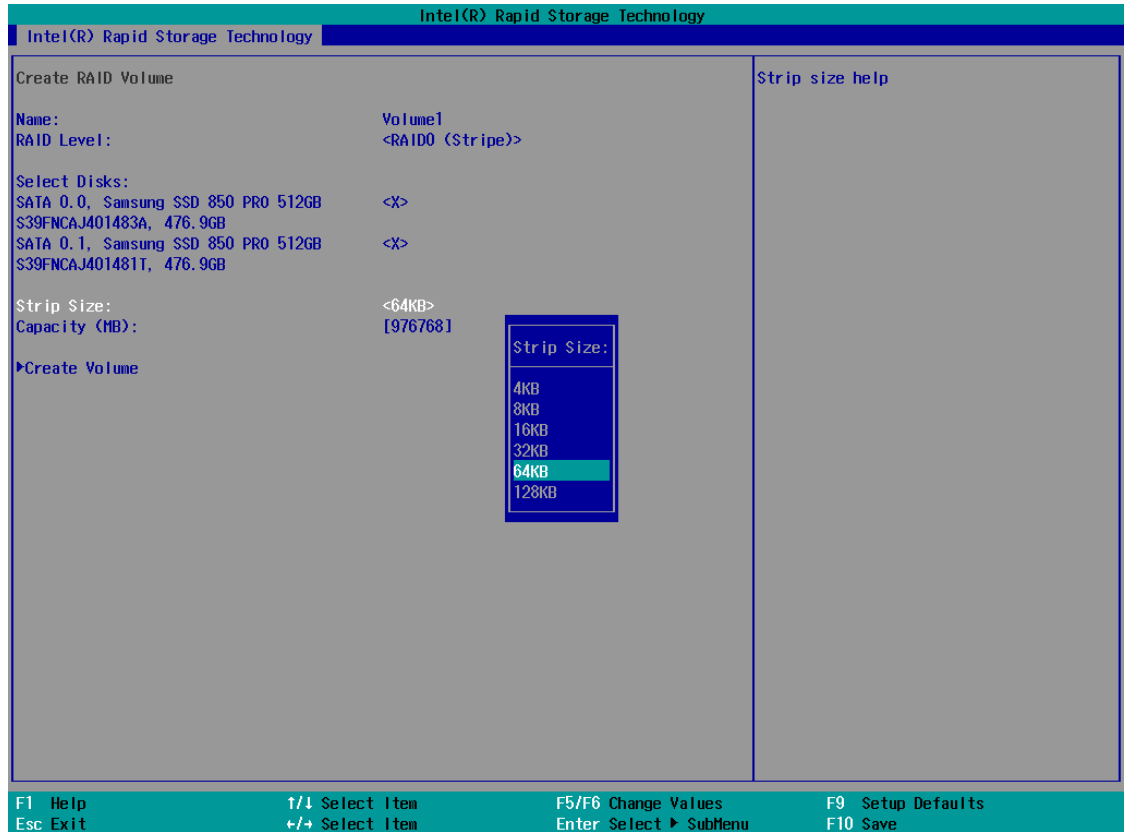 Intel(R) Rapid Storage Technology
Intel(R) Rapid Storage Technology
Create RAID Volume
Strip size help
Name: Volume1
RAID Level: <RAID0 (Stripe)>
Select Disks:
SATA 0.0, Samsung SSD 850 PRO 512GB <X>
S39FNCAJ401483A, 476.9GB
SATA 0.1, Samsung SSD 850 PRO 512GB <X>
S39FNCAJ401481T, 476.9GB
Strip Size: <64KB>
Capacity (MB): [976768]
▶Create Volume
Strip Size:
4KB
8KB
16KB
32KB
64KB
128KB
F1 Help ↑/↓ Select Item F5/F6 Change Values F9 Setup Defaults
Esc Exit ←/→ Select Item Enter Select ▶ SubMenu F10 Save